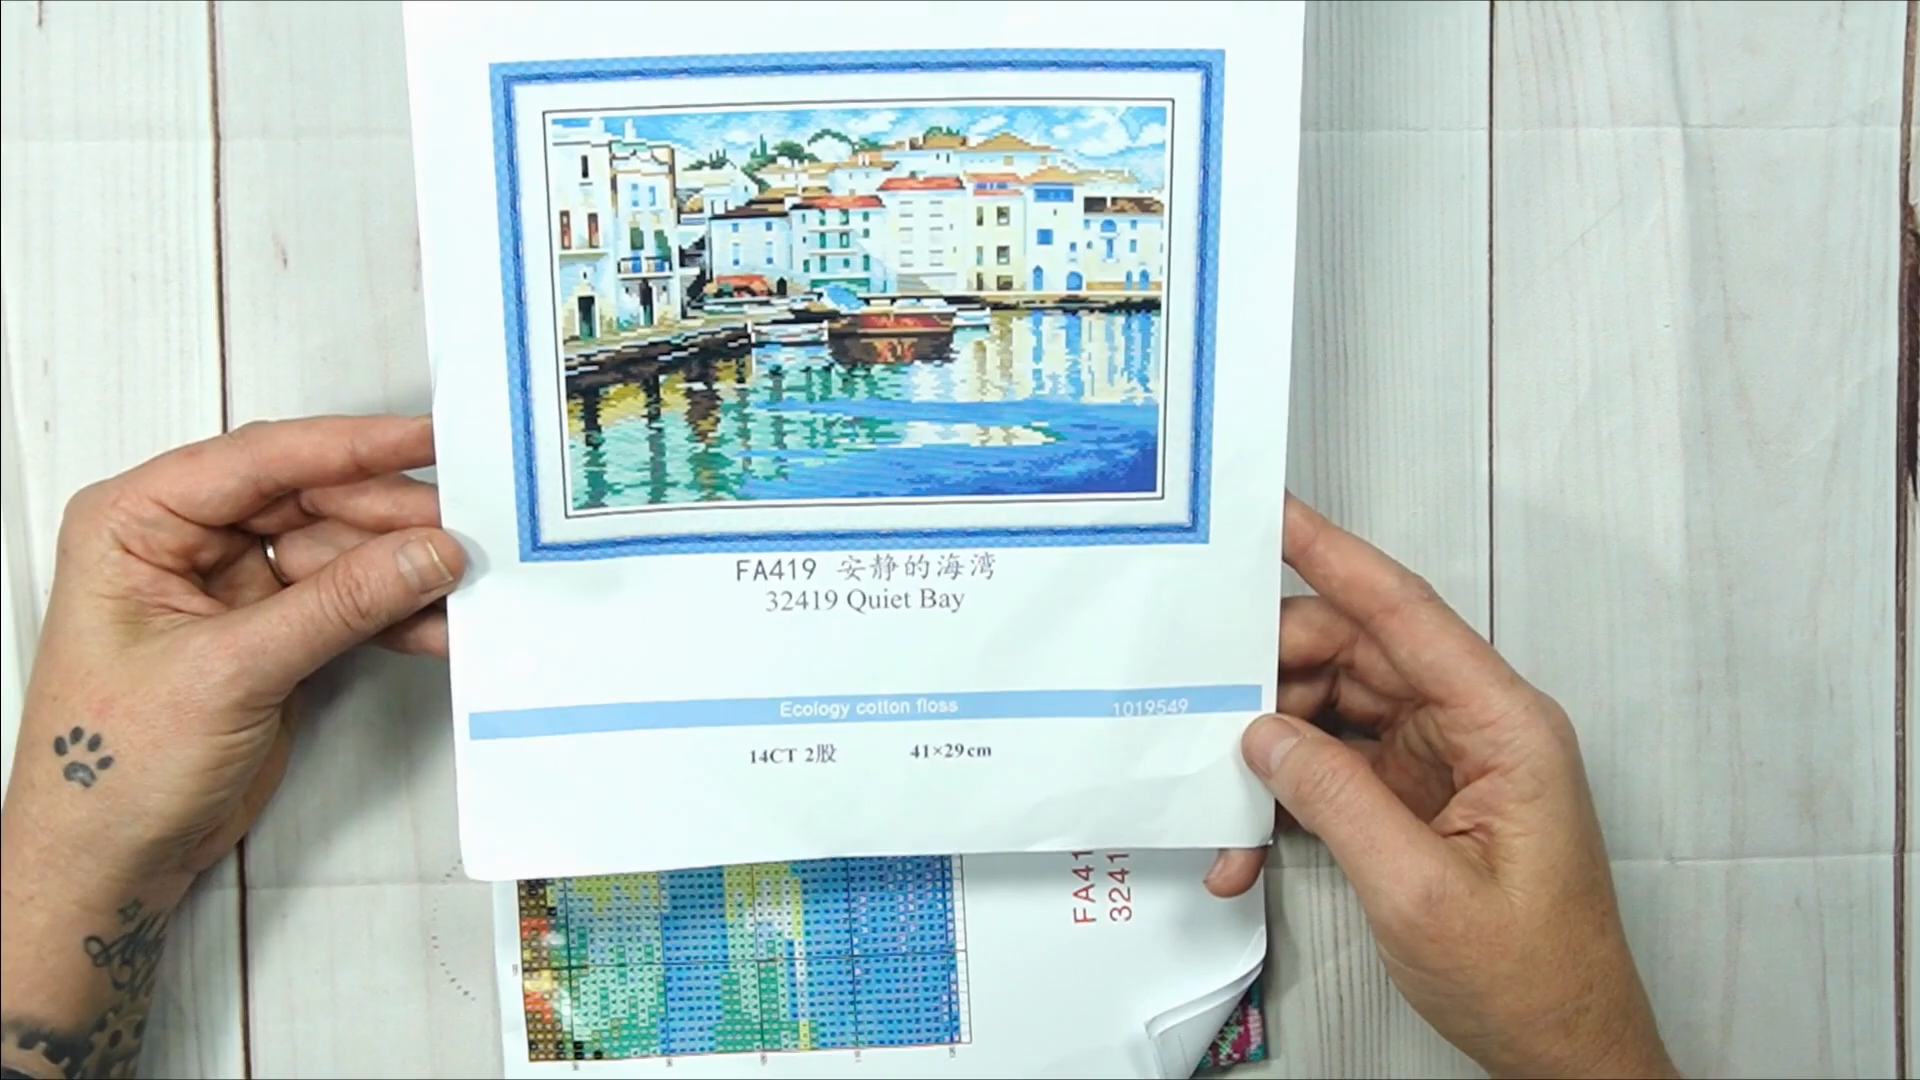 FA419 安静的海湾
32419 Quiet Bay
Ecology cotton floss 1019549
14CT 2股 41×29cm
FA41
3241